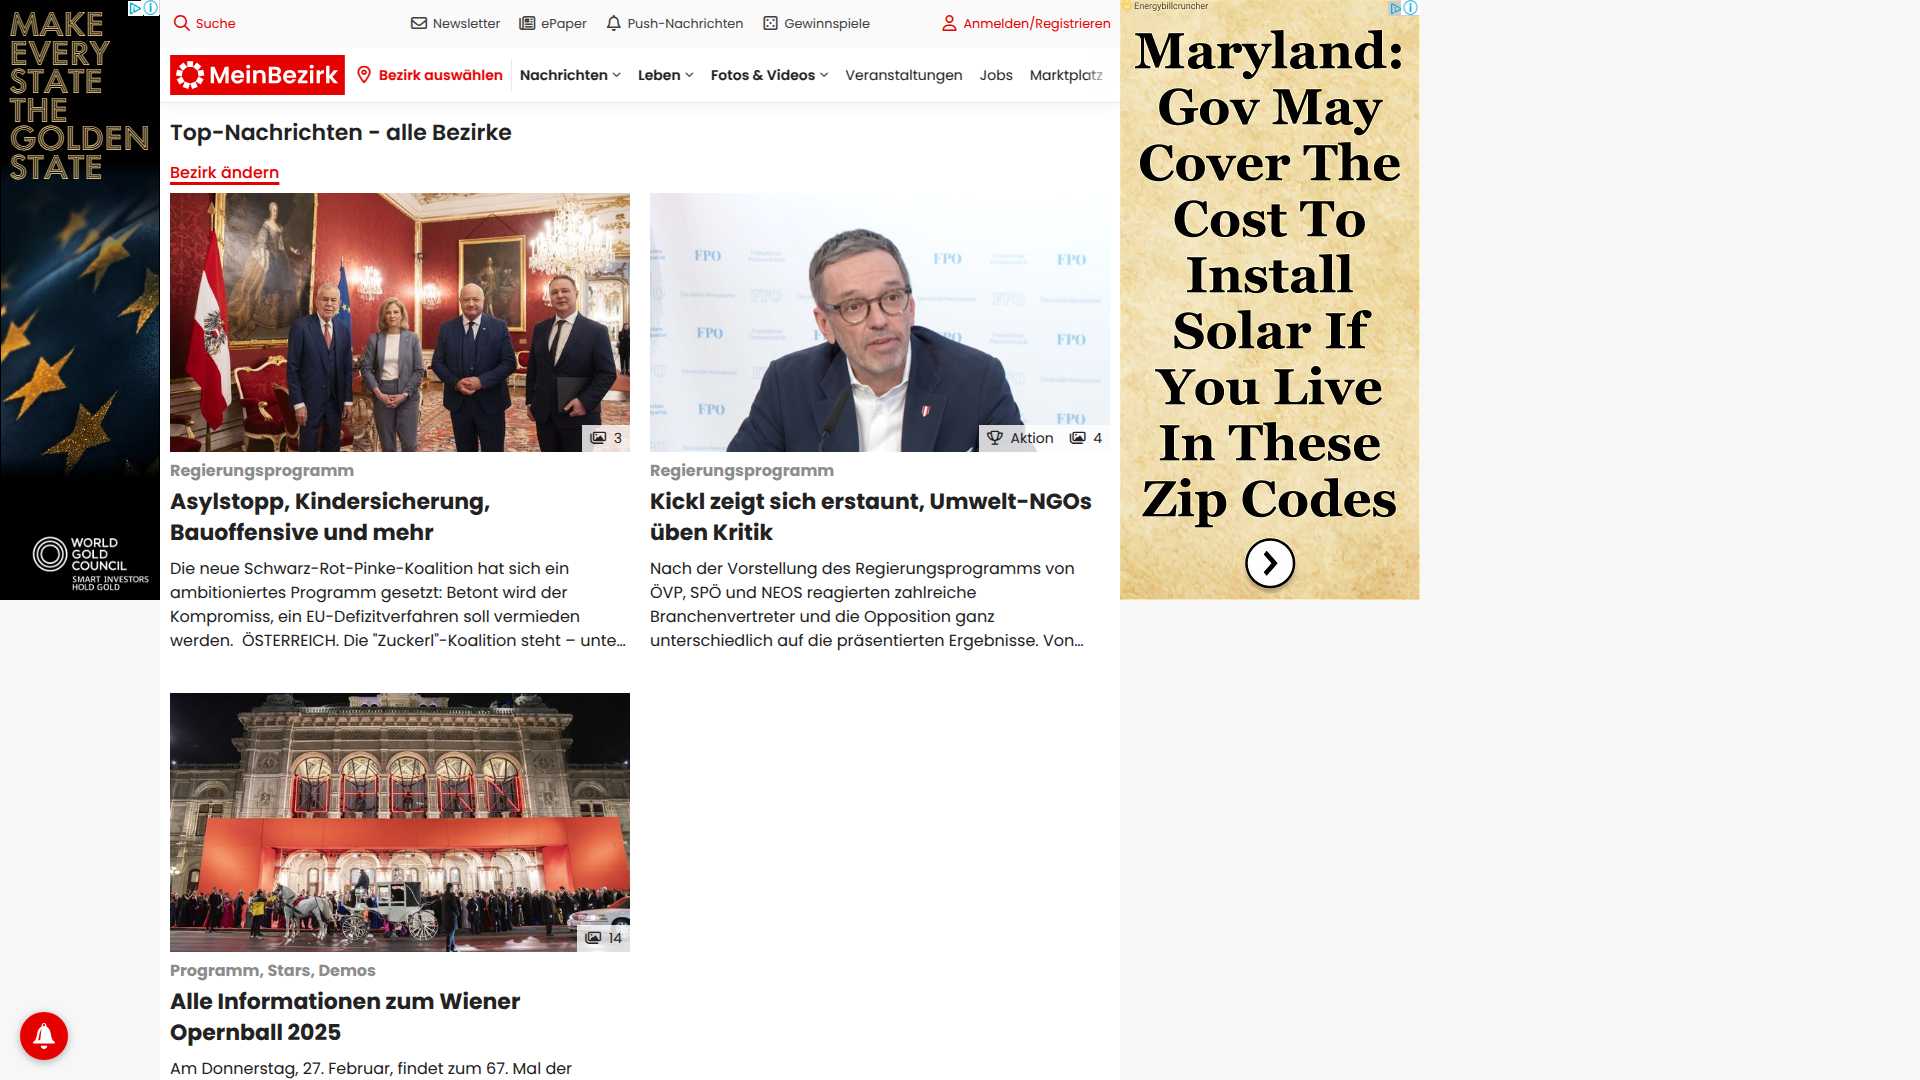 MAKE
EVERY
STATE
THE
GOLDEN
STATE
WORLD
GOLD
COUNCIL
SMART INVESTORS
HOLD GOLD
Suche
Newsletter
ePaper
Push-Nachrichten
Gewinnspiele
Anmelden/Registrieren
MeinBezirk
Bezirk auswählen
Nachrichten
Leben
Fotos & Videos
Veranstaltungen
Jobs
Marktplatz
Top-Nachrichten - alle Bezirke
Bezirk ändern
3
Regierungsprogramm
Asylstopp, Kindersicherung,
Bauoffensive und mehr
Die neue Schwarz-Rot-Pinke-Koalition hat sich ein
ambitioniertes Programm gesetzt: Betont wird der
Kompromiss, ein EU-Defizitverfahren soll vermieden
werden. ÖSTERREICH. Die "Zuckerl"-Koalition steht – unte...
FPO
FPO
FPO
FPO
FPO
FPO
FPO
Aktion
4
Regierungsprogramm
Kickl zeigt sich erstaunt, Umwelt-NGOs
üben Kritik
Nach der Vorstellung des Regierungsprogramms von
ÖVP, SPÖ und NEOS reagierten zahlreiche
Branchenvertreter und die Opposition ganz
unterschiedlich auf die präsentierten Ergebnisse. Von...
14
Programm, Stars, Demos
Alle Informationen zum Wiener
Opernball 2025
Am Donnerstag, 27. Februar, findet zum 67. Mal der
Energybillcruncher
Maryland:
Gov May
Cover The
Cost To
Install
Solar If
You Live
In These
Zip Codes